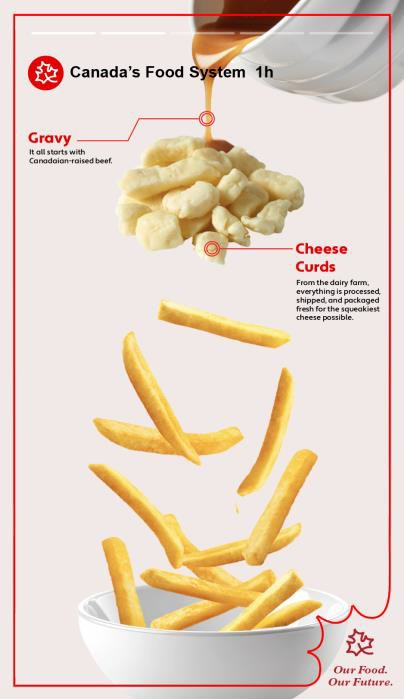 Canada's Food System 1h
Gravy
It all starts with
Canadaian-raised beef.
Cheese
Curds
From the dairy farm,
everything is processed,
shipped, and packaged
fresh for the squeakiest
cheese possible.
Our Food.
Our Future.